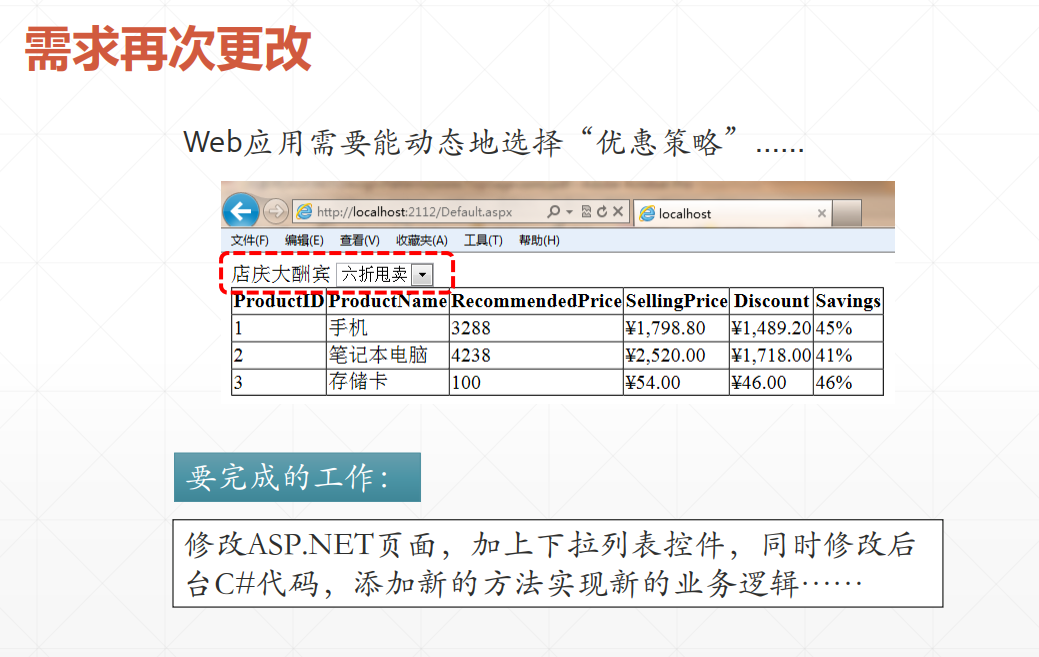 需求再次更改
Web应用需要能动态地选择“优惠策略”......
http://localhost:2112/Default.aspx
localhost
文件(F) 编辑(E) 查看(V) 收藏夹(A) 工具(T) 帮助(H)
店庆大酬宾 六折甩卖
ProductID ProductName RecommendedPrice SellingPrice Discount Savings
1 手机 3288 ¥1,798.80 ¥1,489.20 45%
2 笔记本电脑 4238 ¥2,520.00 ¥1,718.00 41%
3 存储卡 100 ¥54.00 ¥46.00 46%
要完成的工作：
修改ASP.NET页面，加上下拉列表控件，同时修改后
台C#代码，添加新的方法实现新的业务逻辑……